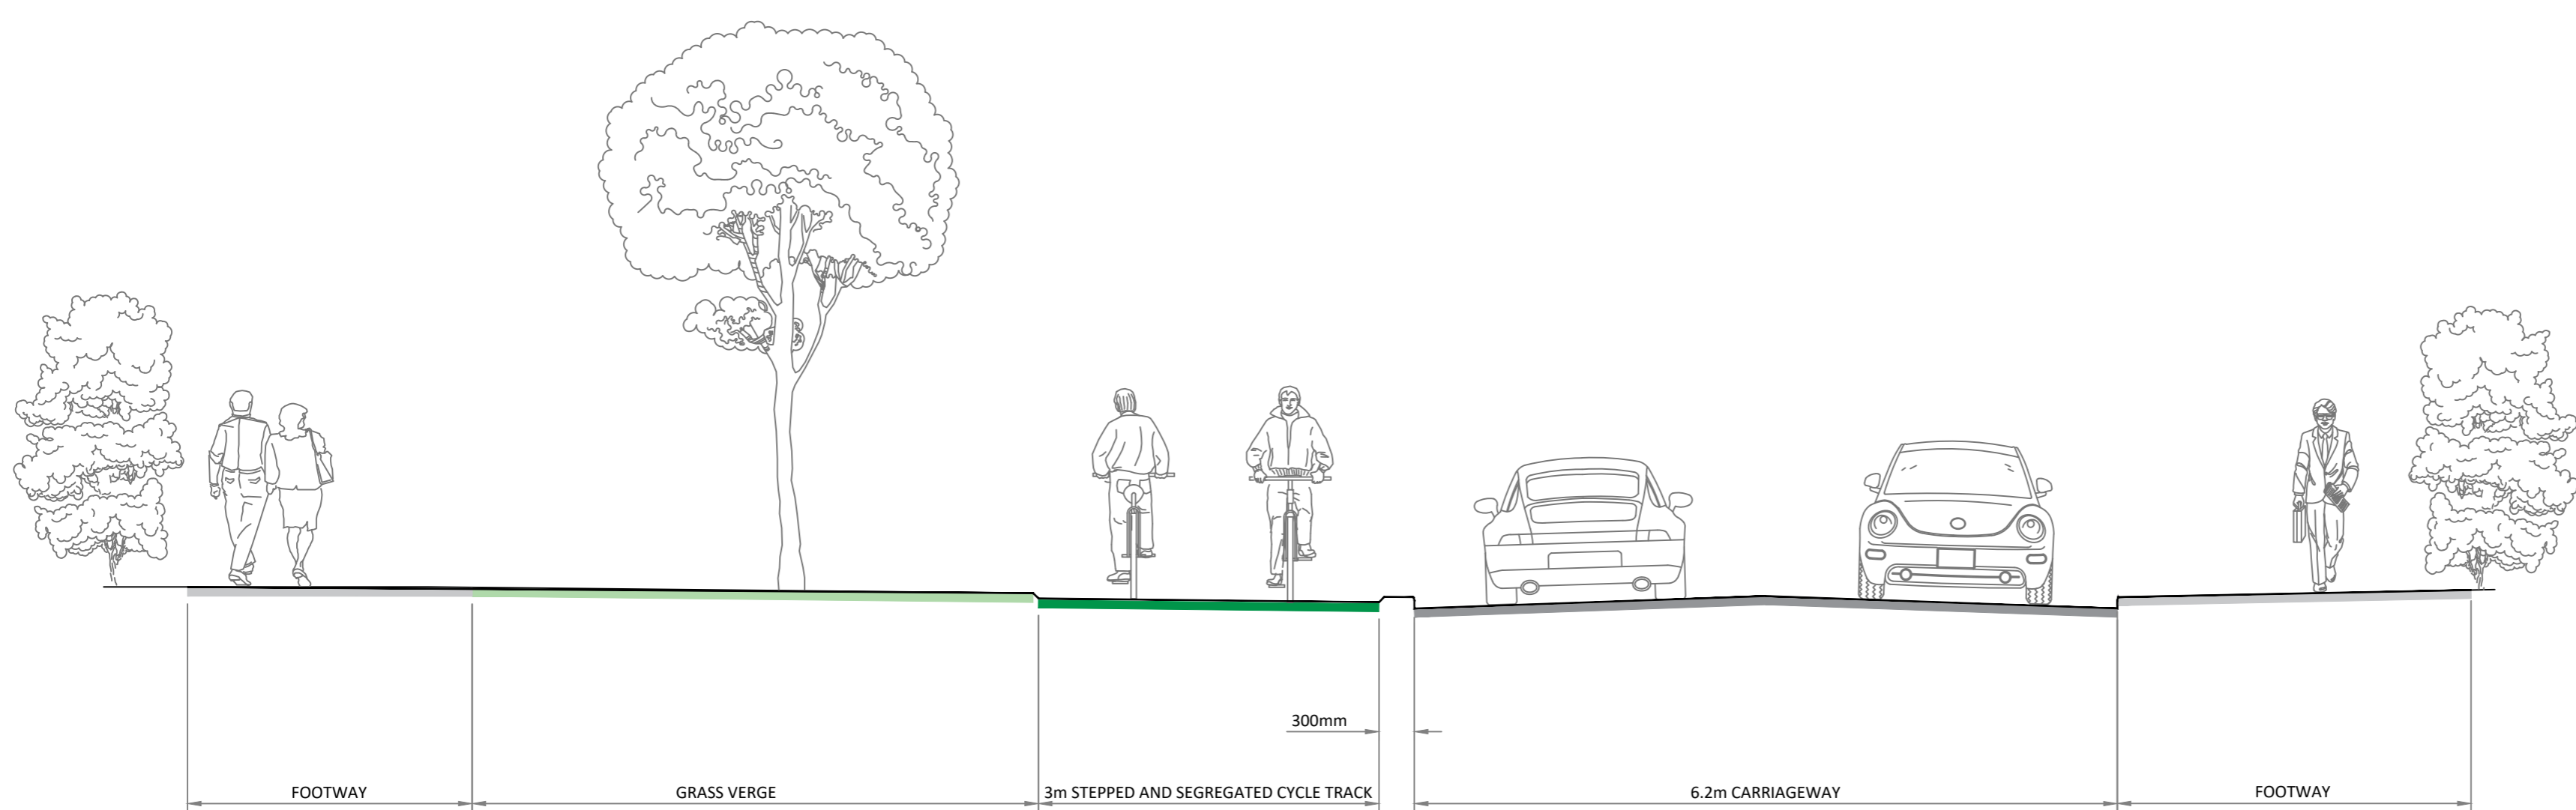 300mm
FOOTWAY
GRASS VERGE
3m STEPPED AND SEGREGATED CYCLE TRACK
6.2m CARRIAGEWAY
FOOTWAY